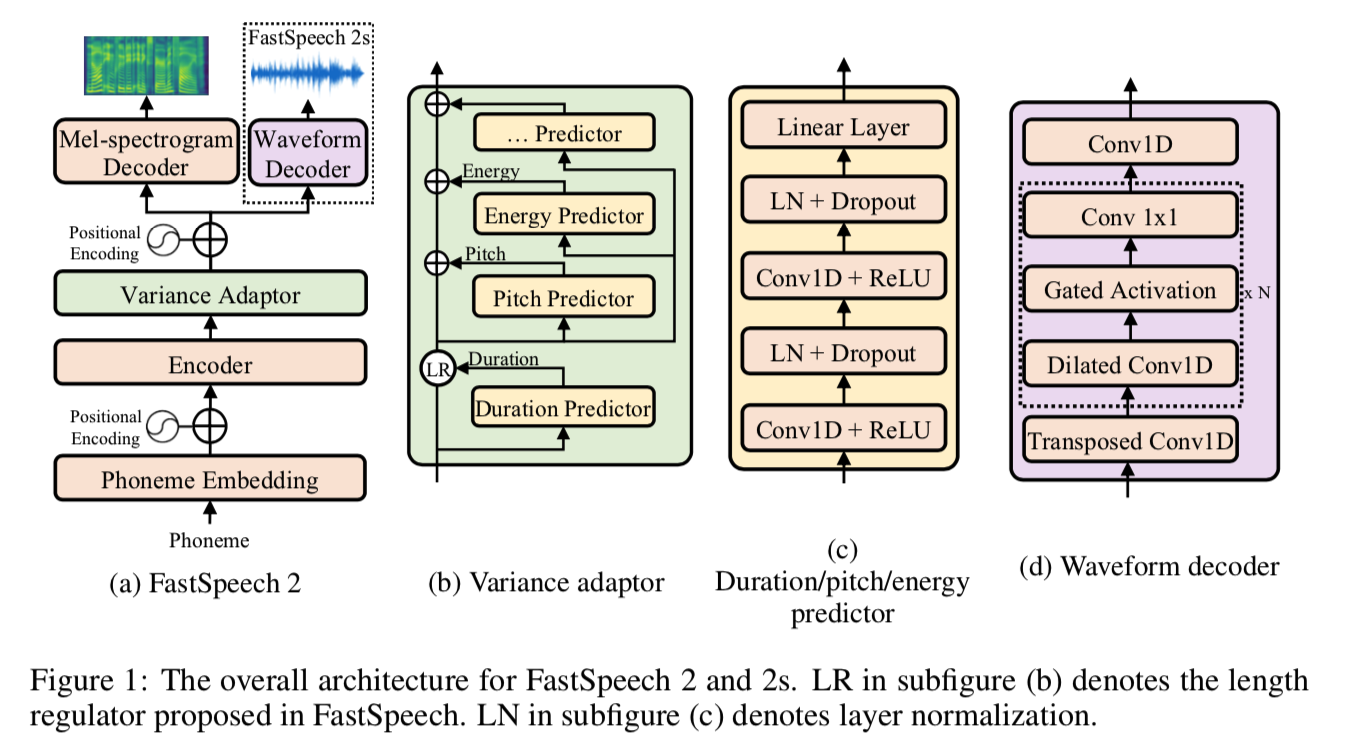 FastSpeech 2s
Mel-spectrogram
Decoder
Waveform
Decoder
Positional
Encoding
Variance Adaptor
Encoder
Positional
Encoding
Phoneme Embedding
Phoneme
(a) FastSpeech 2
... Predictor
Energy
Energy Predictor
Pitch
Pitch Predictor
LR
Duration
Duration Predictor
(b) Variance adaptor
Linear Layer
LN + Dropout
Conv1D + ReLU
LN + Dropout
Conv1D + ReLU
(c)
Duration/pitch/energy
predictor
Conv1D
Conv 1x1
Gated Activation
x N
Dilated Conv1D
Transposed Conv1D
(d) Waveform decoder
Figure 1: The overall architecture for FastSpeech 2 and 2s. LR in subfigure (b) denotes the length
regulator proposed in FastSpeech. LN in subfigure (c) denotes layer normalization.